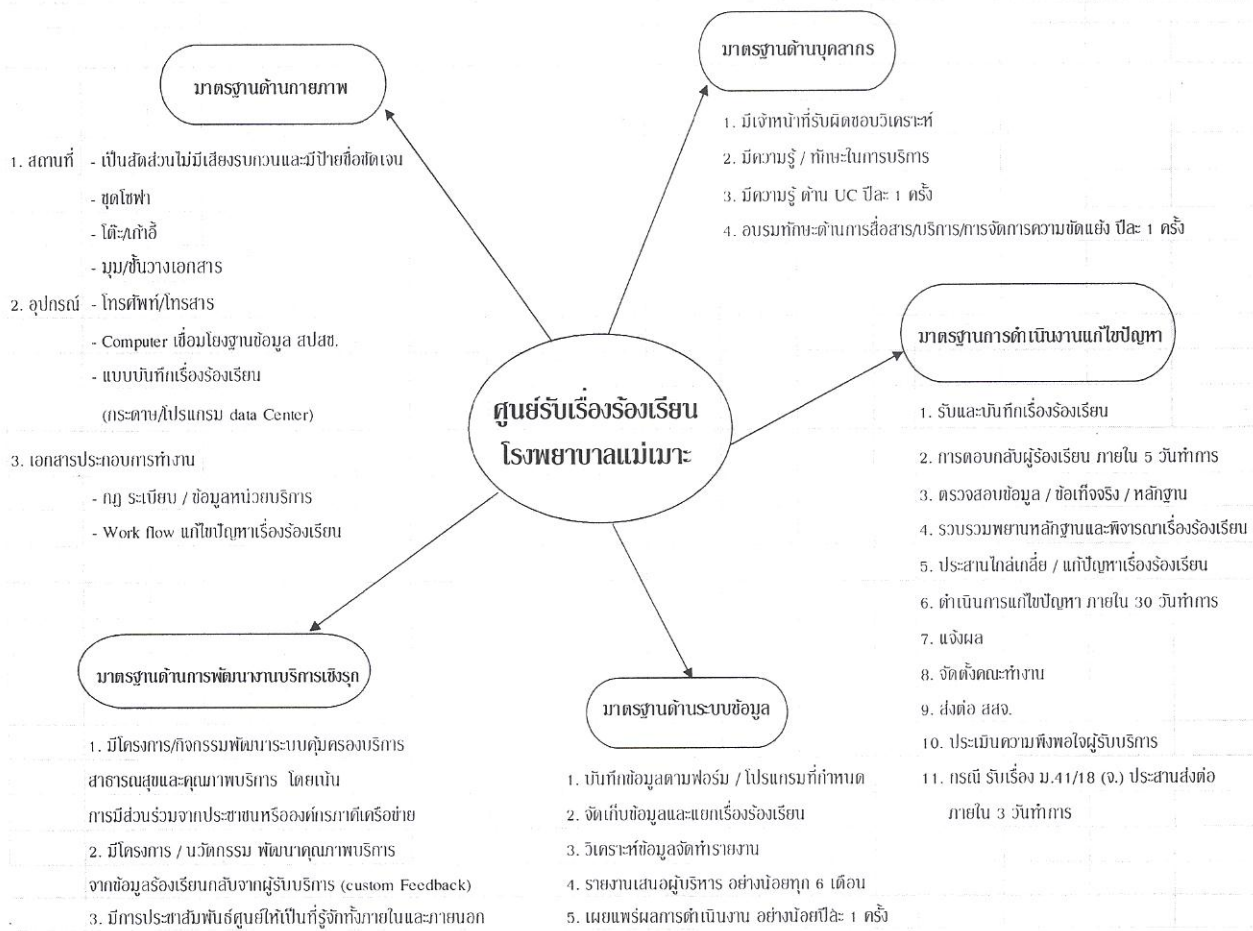 มาตรฐานด้านกายภาพ
1. สถานที่ - เป็นสัดส่วนไม่มีเสียงรบกวนและมีป้ายชื่อชัดเจน
- ชุดโซฟา
- โต๊ะ/เก้าอี้
- มุม/ชั้นวางเอกสาร
2. อุปกรณ์ - โทรศัพท์/โทรสาร
- Computer เชื่อมโยงฐานข้อมูล สปสช.
- แบบบันทึกเรื่องร้องเรียน
(กระดาษ/โปรแกรม data Center)
3. เอกสารประกอบการทำงาน
- กฎ ระเบียบ / ข้อมูลหน่วยบริการ
- Work flow แก้ไขปัญหาเรื่องร้องเรียน
มาตรฐานด้านบุคลากร
1. มีเจ้าหน้าที่รับผิดชอบวิเคราะห์
2. มีความรู้ / ทักษะในการบริการ
3. มีความรู้ ด้าน UC ปีละ 1 ครั้ง
4. อบรมทักษะด้านการสื่อสาร/บริการ/การจัดการความขัดแย้ง ปีละ 1 ครั้ง
ศูนย์รับเรื่องร้องเรียน
โรงพยาบาลแม่เมาะ
มาตรฐานการดำเนินงานแก้ไขปัญหา
1. รับและบันทึกเรื่องร้องเรียน
2. การตอบกลับผู้ร้องเรียน ภายใน 5 วันทำการ
3. ตรวจสอบข้อมูล / ข้อเท็จจริง / หลักฐาน
4. รวบรวมพยานหลักฐานและพิจารณาเรื่องร้องเรียน
5. ประสานไกล่เกลี่ย / แก้ปัญหาเรื่องร้องเรียน
6. ดำเนินการแก้ไขปัญหา ภายใน 30 วันทำการ
7. แจ้งผล
8. จัดตั้งคณะทำงาน
9. ส่งต่อ สสจ.
10. ประเมินความพึงพอใจผู้รับบริการ
11. กรณี รับเรื่อง ม.41/18 (จ.) ประสานส่งต่อ
ภายใน 3 วันทำการ
มาตรฐานด้านการพัฒนางานบริการเชิงรุก
1. มีโครงการ/กิจกรรมพัฒนาระบบคุ้มครองบริการ
สาธารณสุขและคุณภาพบริการ โดยเน้น
การมีส่วนร่วมจากประชาชนหรือองค์กรภาคีเครือข่าย
2. มีโครงการ / นวัตกรรม พัฒนาคุณภาพบริการ
จากข้อมูลร้องเรียนกลับจากผู้รับบริการ (custom Feedback)
3. มีการประชาสัมพันธ์ศูนย์ให้เป็นที่รู้จักทั้งภายในและภายนอก
มาตรฐานด้านระบบข้อมูล
1. บันทึกข้อมูลตามฟอร์ม / โปรแกรมที่กำหนด
2. จัดเก็บข้อมูลและแยกเรื่องร้องเรียน
3. วิเคราะห์ข้อมูลจัดทำรายงาน
4. รายงานเสนอผู้บริหาร อย่างน้อยทุก 6 เดือน
5. เผยแพร่ผลการดำเนินงาน อย่างน้อยปีละ 1 ครั้ง